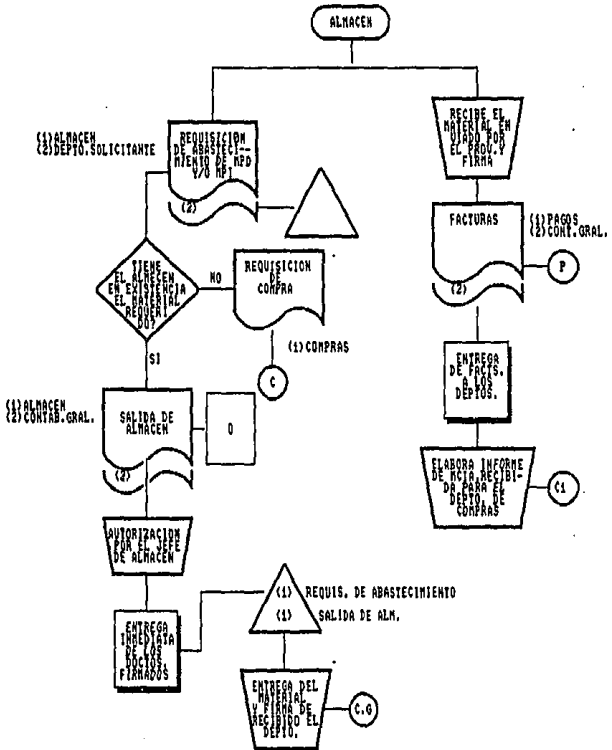 ALMACEN
(1)ALMACEN
(2)DEPTO.SOLICITANTE
REQUISICION
DE ABASTECI-
MIENTO DE MPD
Y/O MPI
(2)
TIENE
EL ALMACEN
EN EXISTENCIA
EL MATERIAL
REQUERI
DO?
NO
REQUISICION
DE
COMPRA
(1)COMPRAS
C
SI
(1)ALMACEN
(2)CONTAB.GRAL.
SALIDA DE
ALMACEN
(2)
0
AUTORIZACION
POR EL JEFE
DE ALMACEN
ENTREGA
INMEDIATA
DE LOS
DOCTOS.
FIRMADOS
(1) REQUIS. DE ABASTECIMIENTO
(1) SALIDA DE ALM.
ENTREGA DEL
MATERIAL
Y FIRMA DE
RECIBIDO EL
DEPTO.
C.G
RECIBE EL
MATERIAL EN
VIADO POR
EL PROV.Y
FIRMA
FACTURAS
(1)PAGOS
(2)CONT.GRAL.
(2)
P
ENTREGA
DE FACTS.
A LOS
DEPTOS.
ELABORA INFORME
DE MCIA.RECIBI-
DA PARA EL
DEPTO. DE
COMPRAS
C1